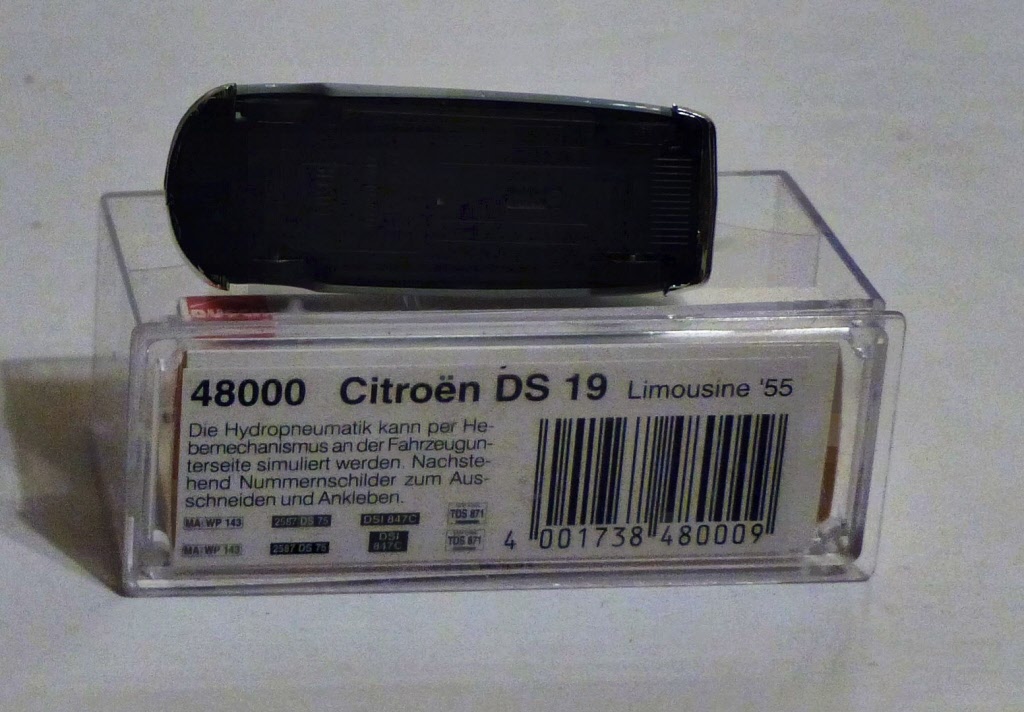 48000 Citroën DS 19 Limousine '55
Die Hydropneumatik kann per He-
bemechanismus an der Fahrzeugun-
terseite simuliert werden. Nachste-
hend Nummernschilder zum Aus-
schneiden und Ankleben.
MA WP 143 2587 DS 75 DSI 847C TDS 871
MA WP 143 2587 DS 75 DSI 847C TDS 871
4 001738 480009